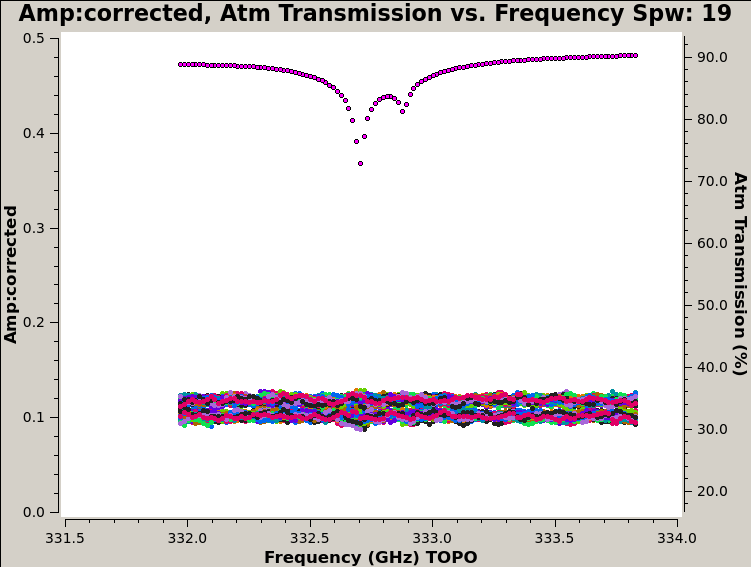 Amp:corrected, Atm Transmission vs. Frequency Spw: 19
0.5
0.4
0.3
0.2
0.1
0.0
Amp:corrected
90.0
80.0
70.0
60.0
50.0
40.0
30.0
20.0
Atm Transmission (%)
331.5 332.0 332.5 333.0 333.5 334.0
Frequency (GHz) TOPO